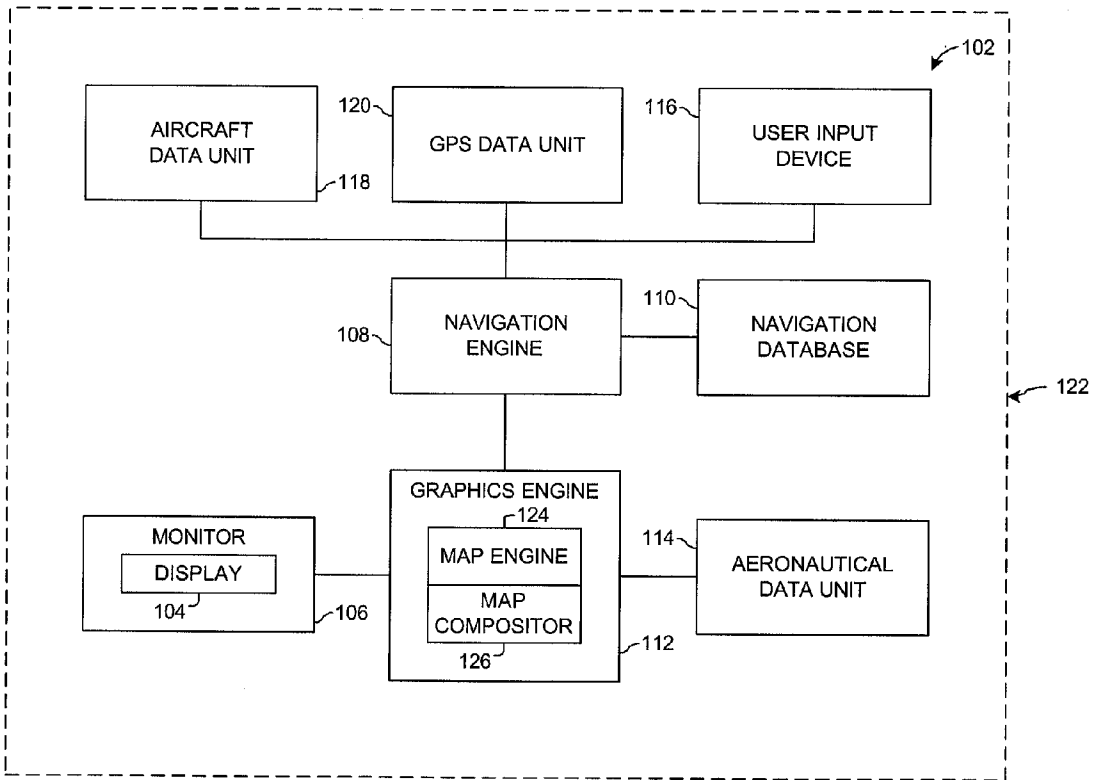 102
AIRCRAFT
DATA UNIT
118
120
GPS DATA UNIT
116
USER INPUT
DEVICE
108
NAVIGATION
ENGINE
110
NAVIGATION
DATABASE
122
MONITOR
DISPLAY
104
106
GRAPHICS ENGINE
124
MAP ENGINE
MAP
COMPOSITOR
126
112
114
AERONAUTICAL
DATA UNIT